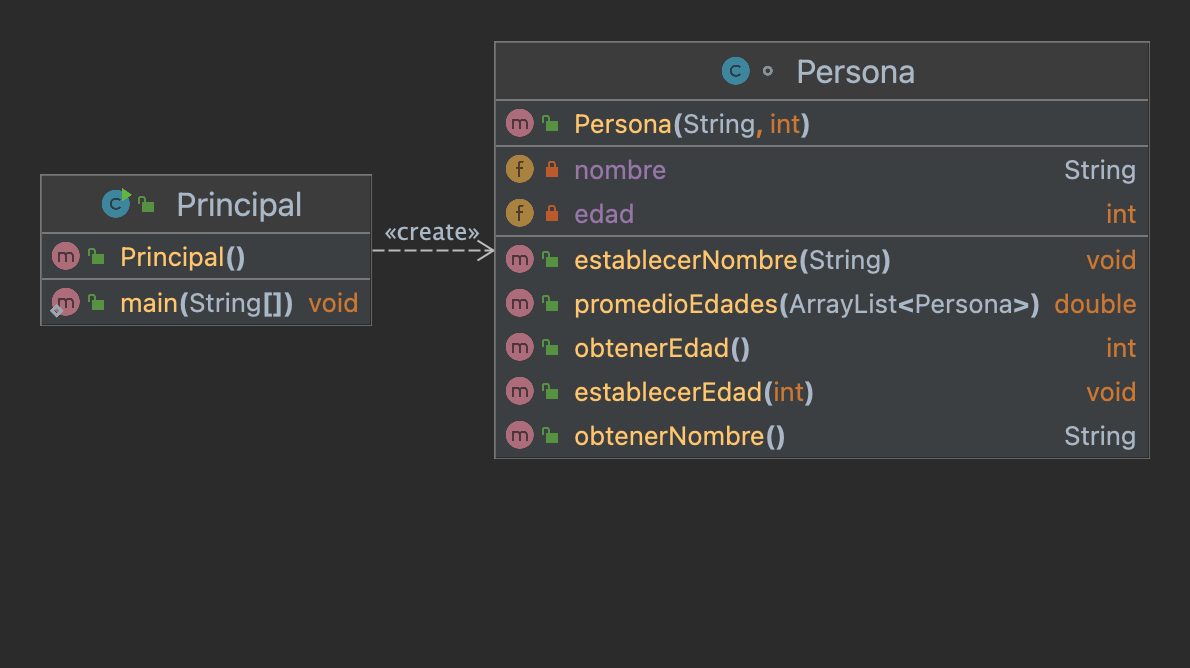 Principal
Principal()
main(String[]) void
«create»
Persona
Persona(String, int)
nombre String
edad int
establecerNombre(String) void
promedioEdades(ArrayList<Persona>) double
obtenerEdad() int
establecerEdad(int) void
obtenerNombre() String